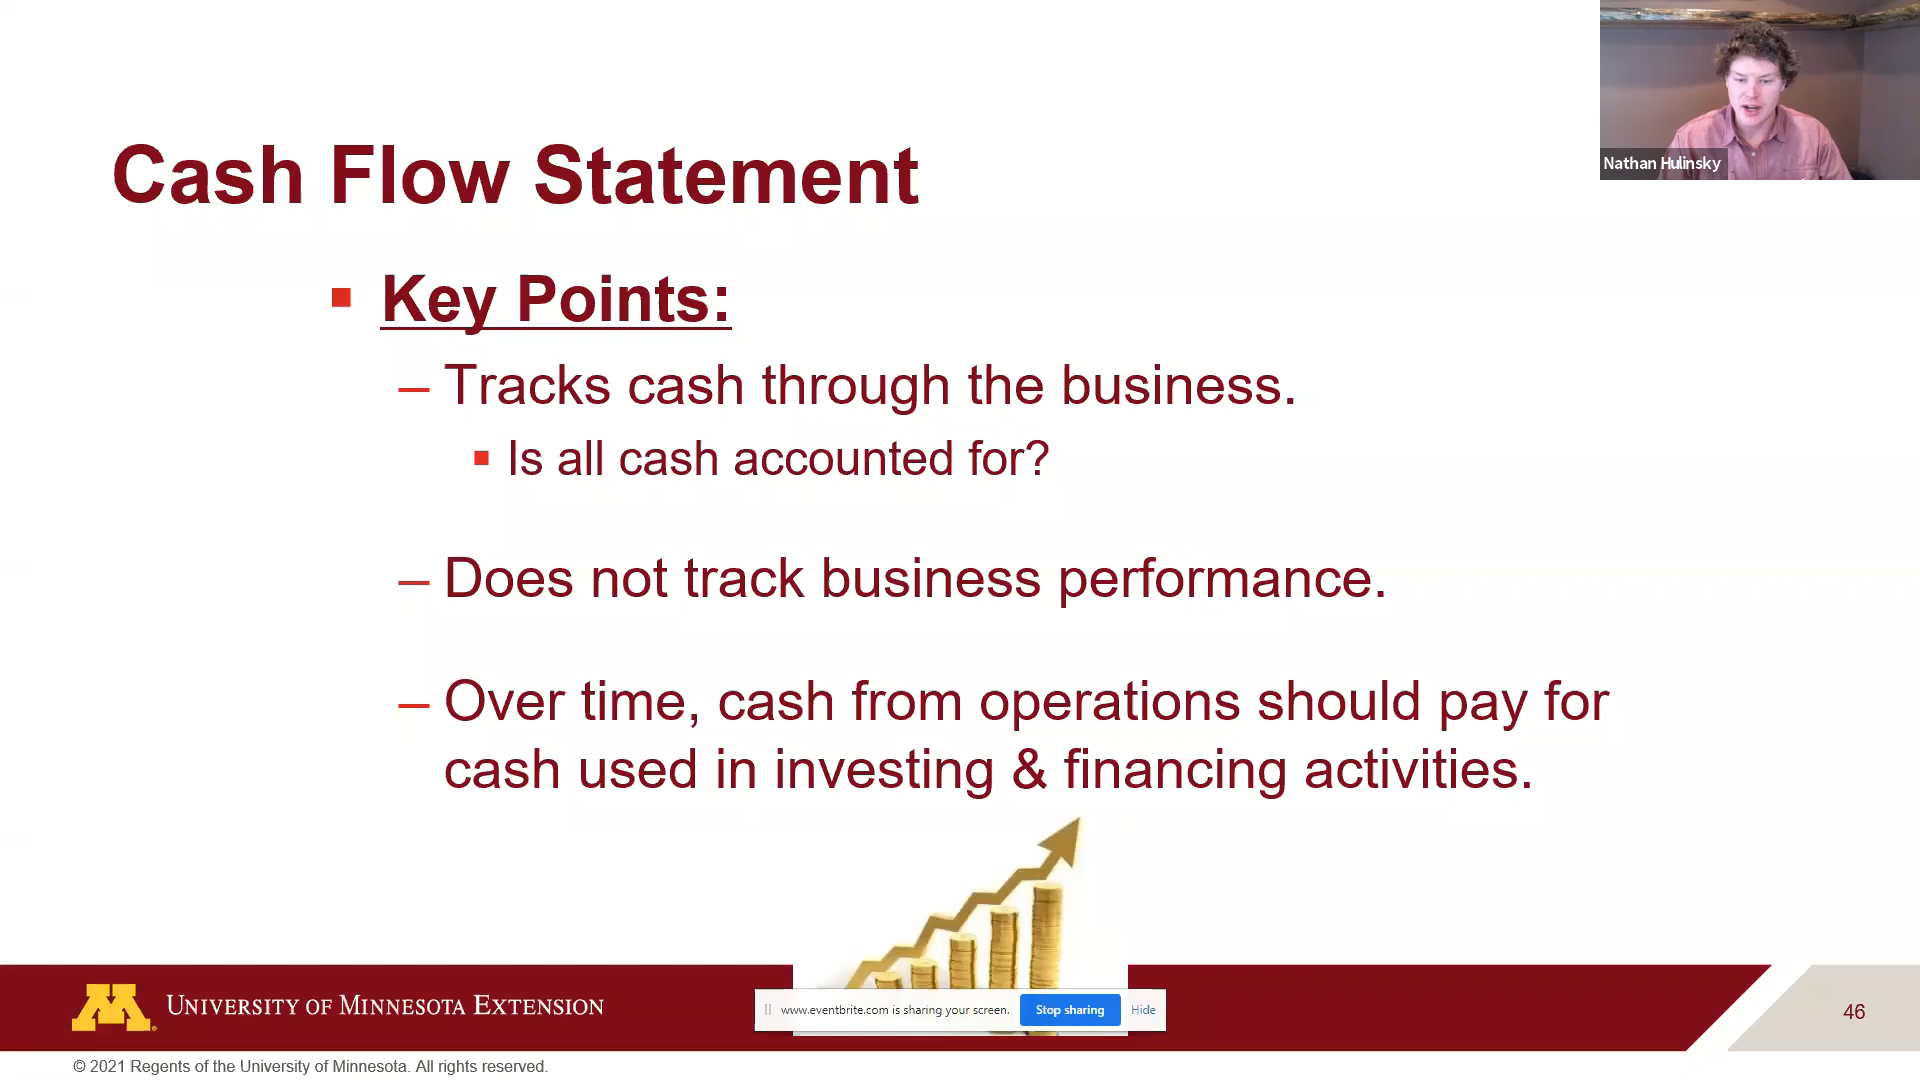 Nathan Hulinsky
Cash Flow Statement
Key Points:
– Tracks cash through the business.
Is all cash accounted for?
– Does not track business performance.
– Over time, cash from operations should pay for
cash used in investing & financing activities.
M
UNIVERSITY OF MINNESOTA EXTENSION
www.eventbrite.com is sharing your screen.
Stop sharing
Hide
46
© 2021 Regents of the University of Minnesota. All rights reserved.